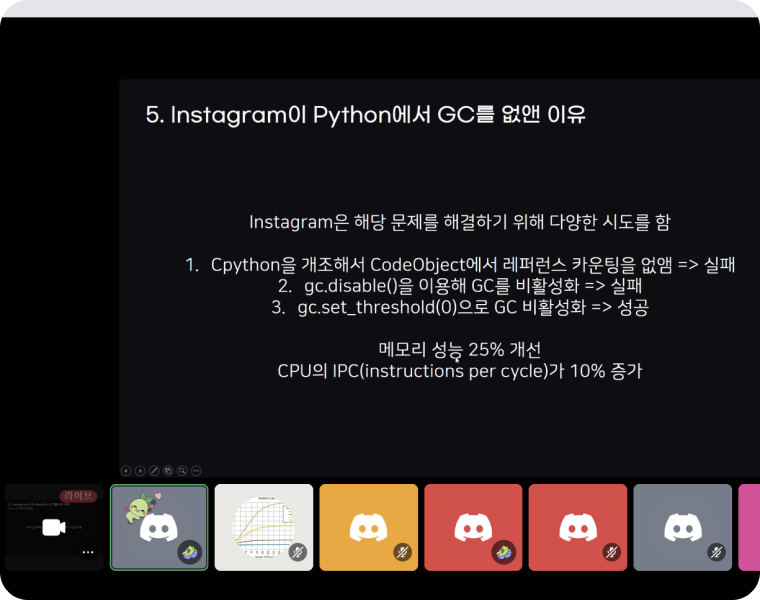 5. Instagram이 Python에서 GC를 없앤 이유
Instagram은 해당 문제를 해결하기 위해 다양한 시도를 함
1. Cpython을 개조해서 CodeObject에서 레퍼런스 카운팅을 없앰 => 실패
2. gc.disable()을 이용해 GC를 비활성화 => 실패
3. gc.set_threshold(0)으로 GC 비활성화 => 성공
메모리 성능 25% 개선
CPU의 IPC(instructions per cycle)가 10% 증가
라이브